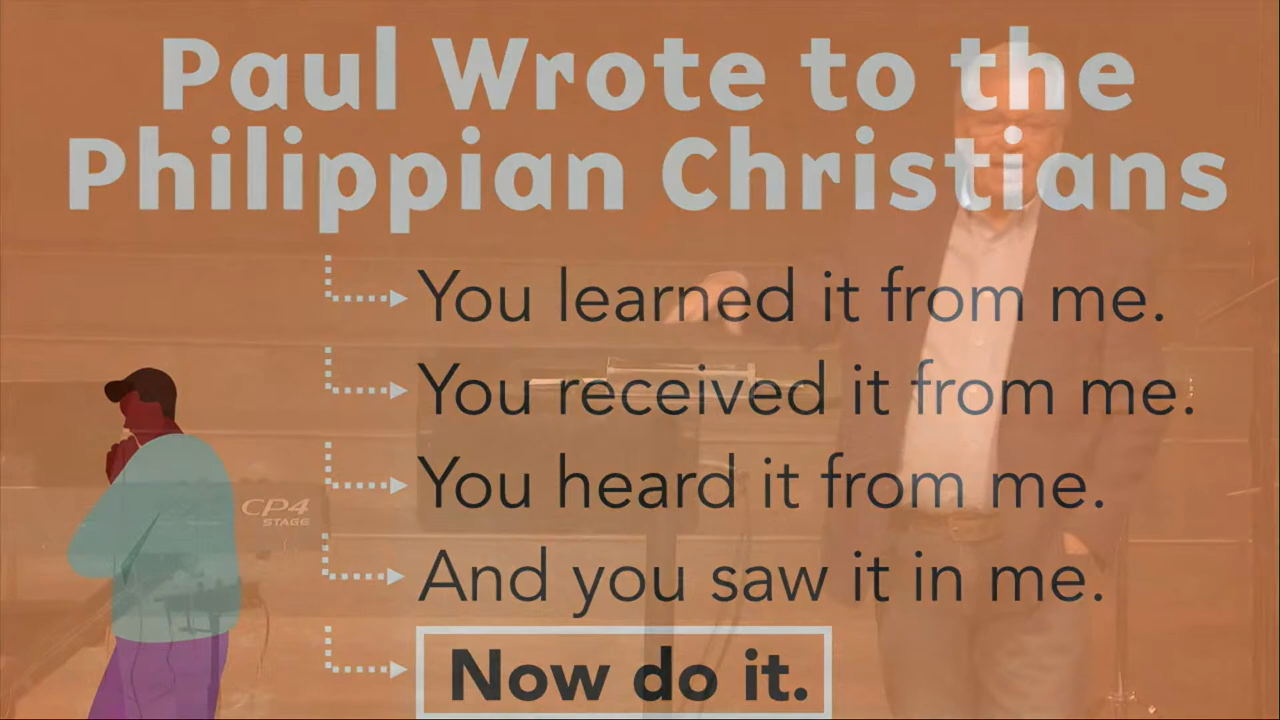 Paul Wrote to the
Philippian Christians
You learned it from me.
You received it from me.
You heard it from me.
CP4
STAGE
And you saw it in me.
Now do it.